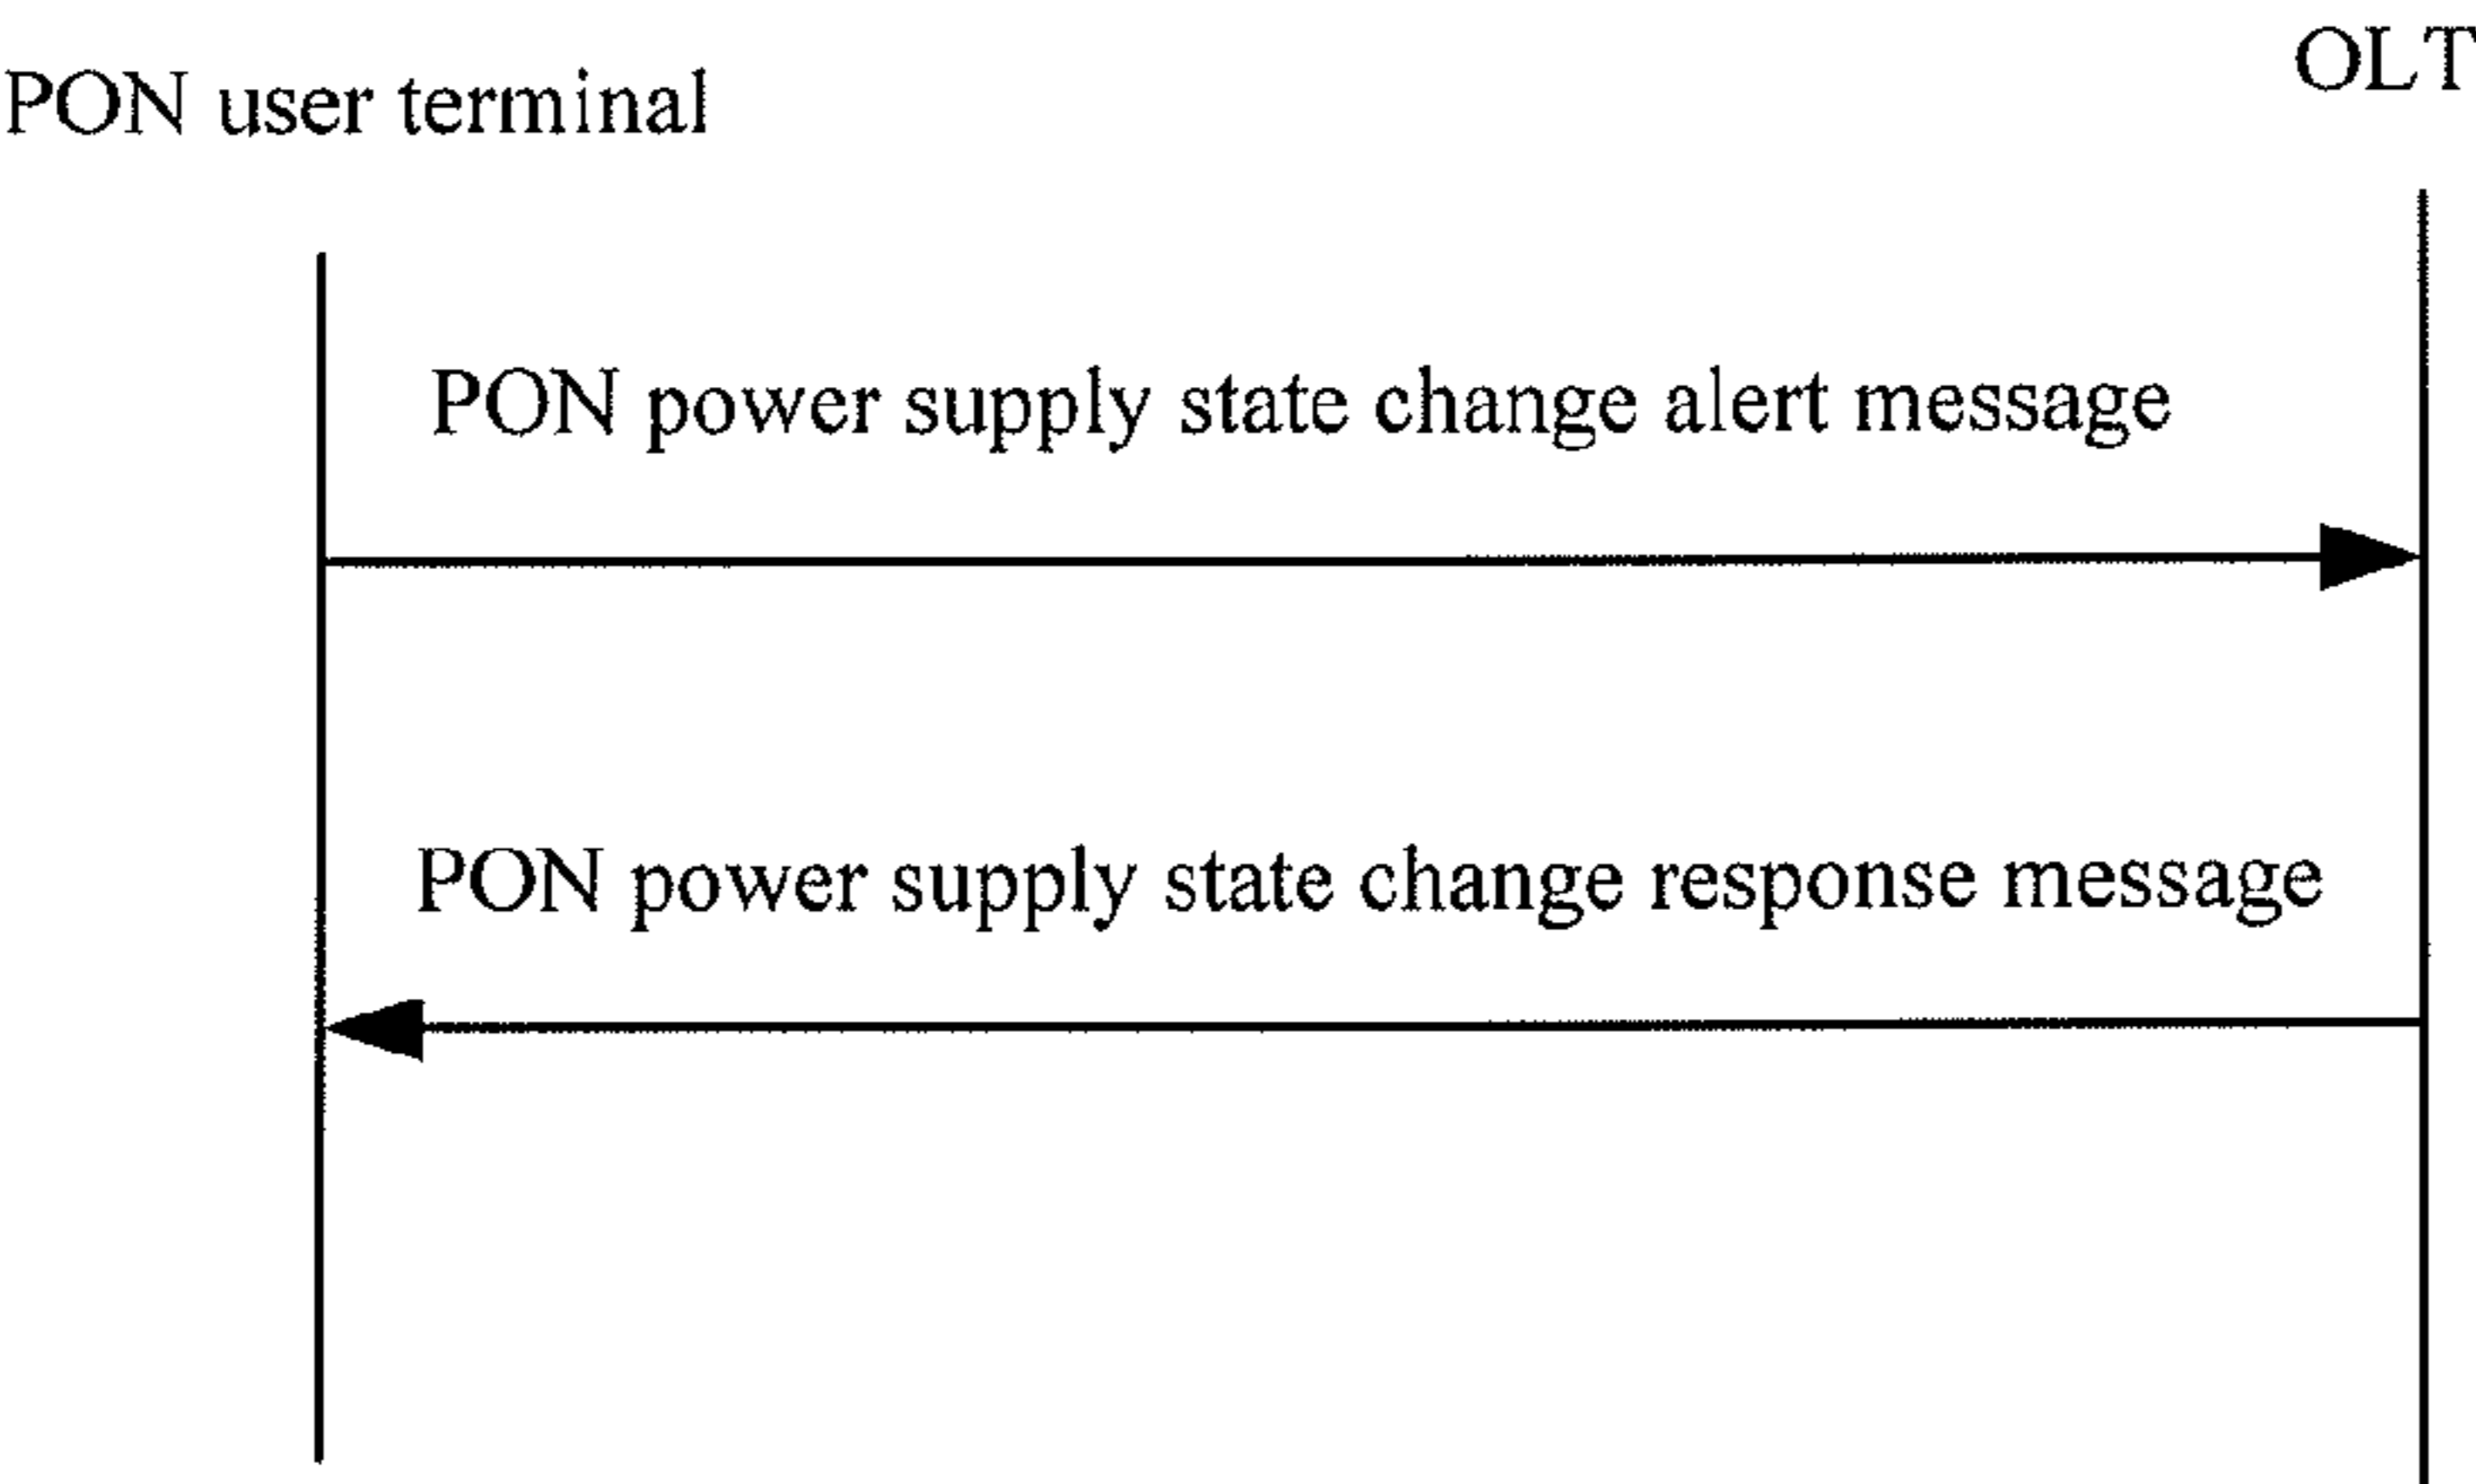 PON user terminal
OLT
PON power supply state change alert message
PON power supply state change response message